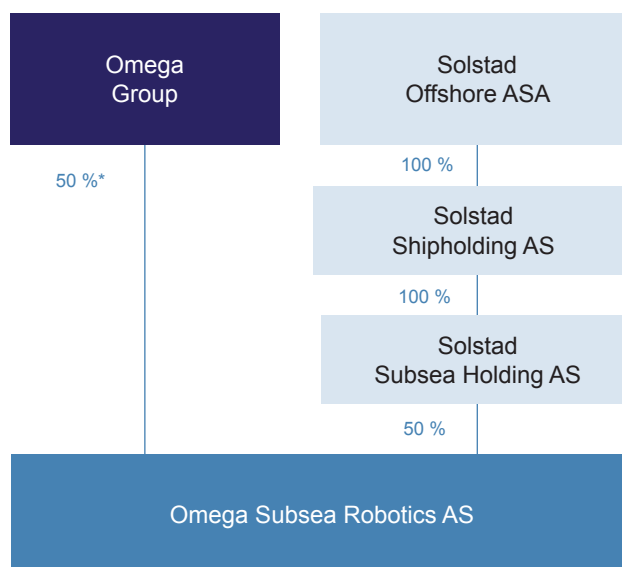 Omega
Group
Solstad
Offshore ASA
50 %*
100 %
Solstad
Shipholding AS
100 %
Solstad
Subsea Holding AS
50 %
Omega Subsea Robotics AS